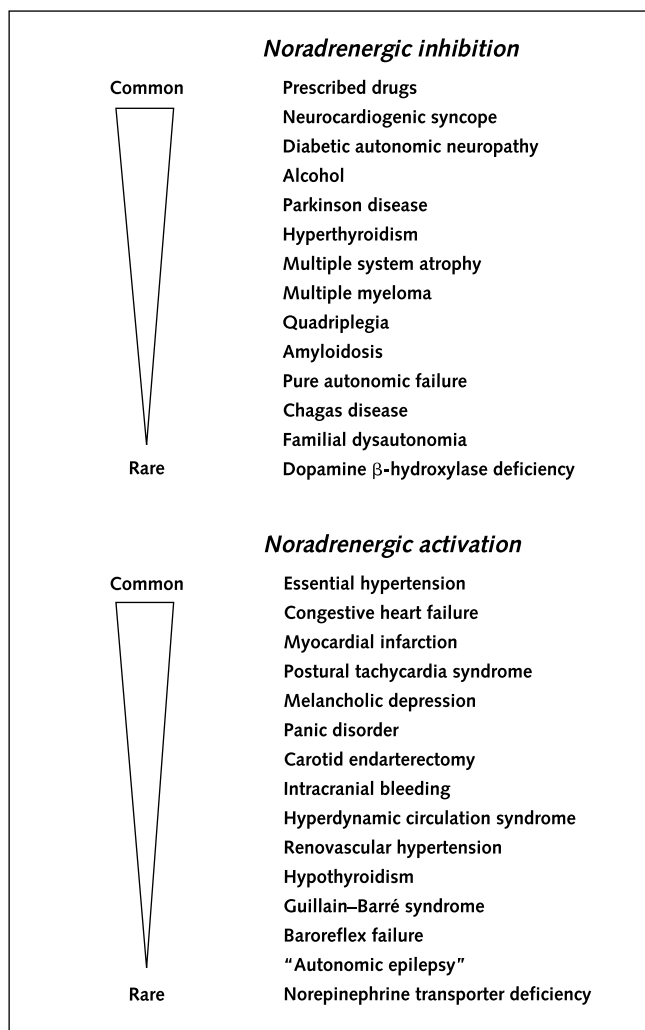 Noradrenergic inhibition
Common Prescribed drugs
Neurocardiogenic syncope
Diabetic autonomic neuropathy
Alcohol
Parkinson disease
Hyperthyroidism
Multiple system atrophy
Multiple myeloma
Quadriplegia
Amyloidosis
Pure autonomic failure
Chagas disease
Familial dysautonomia
Rare Dopamine β-hydroxylase deficiency
Noradrenergic activation
Common Essential hypertension
Congestive heart failure
Myocardial infarction
Postural tachycardia syndrome
Melancholic depression
Panic disorder
Carotid endarterectomy
Intracranial bleeding
Hyperdynamic circulation syndrome
Renovascular hypertension
Hypothyroidism
Guillain–Barré syndrome
Baroreflex failure
“Autonomic epilepsy”
Rare Norepinephrine transporter deficiency